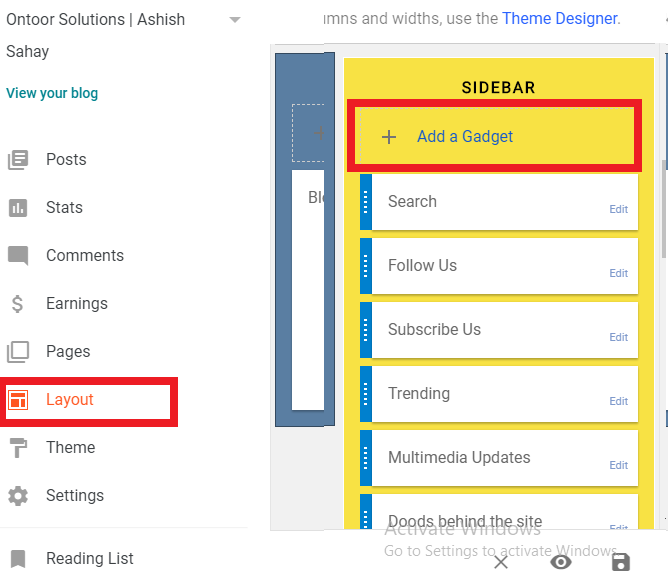 Ontoor Solutions | Ashish
Sahay
View your blog
Posts
Stats
Comments
Earnings
Pages
Layout
Theme
Settings
Reading List
umns and widths, use the Theme Designer.
SIDEBAR
+ Add a Gadget
Blo
Search
Edit
Follow Us
Edit
Subscribe Us
Edit
Trending
Edit
Multimedia Updates
Edit
Doods behind the site
Edit
Activate Windows
Go to Settings to activate Windows.